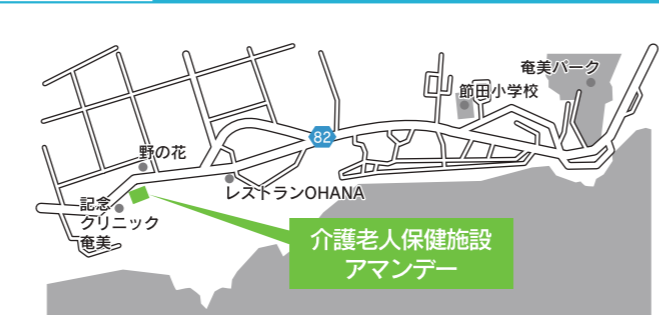 奄美パーク
節田小学校
82
野の花
レストランOHANA
記念
クリニック
奄美
介護老人保健施設
アマンデー